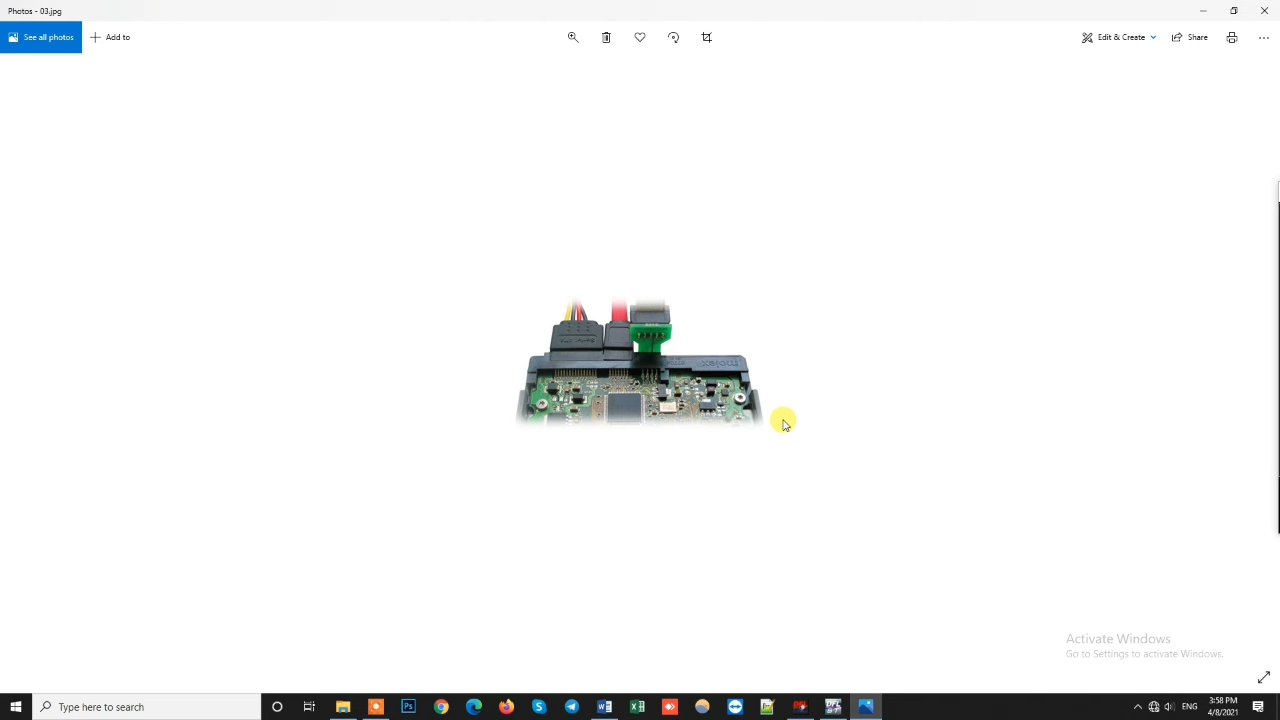 Photos - 03.jpg
See all photos
Add to
Edit & Create
Share
Activate Windows
Go to Settings to activate Windows.
Type here to search
ENG
3:58 PM
4/8/2021